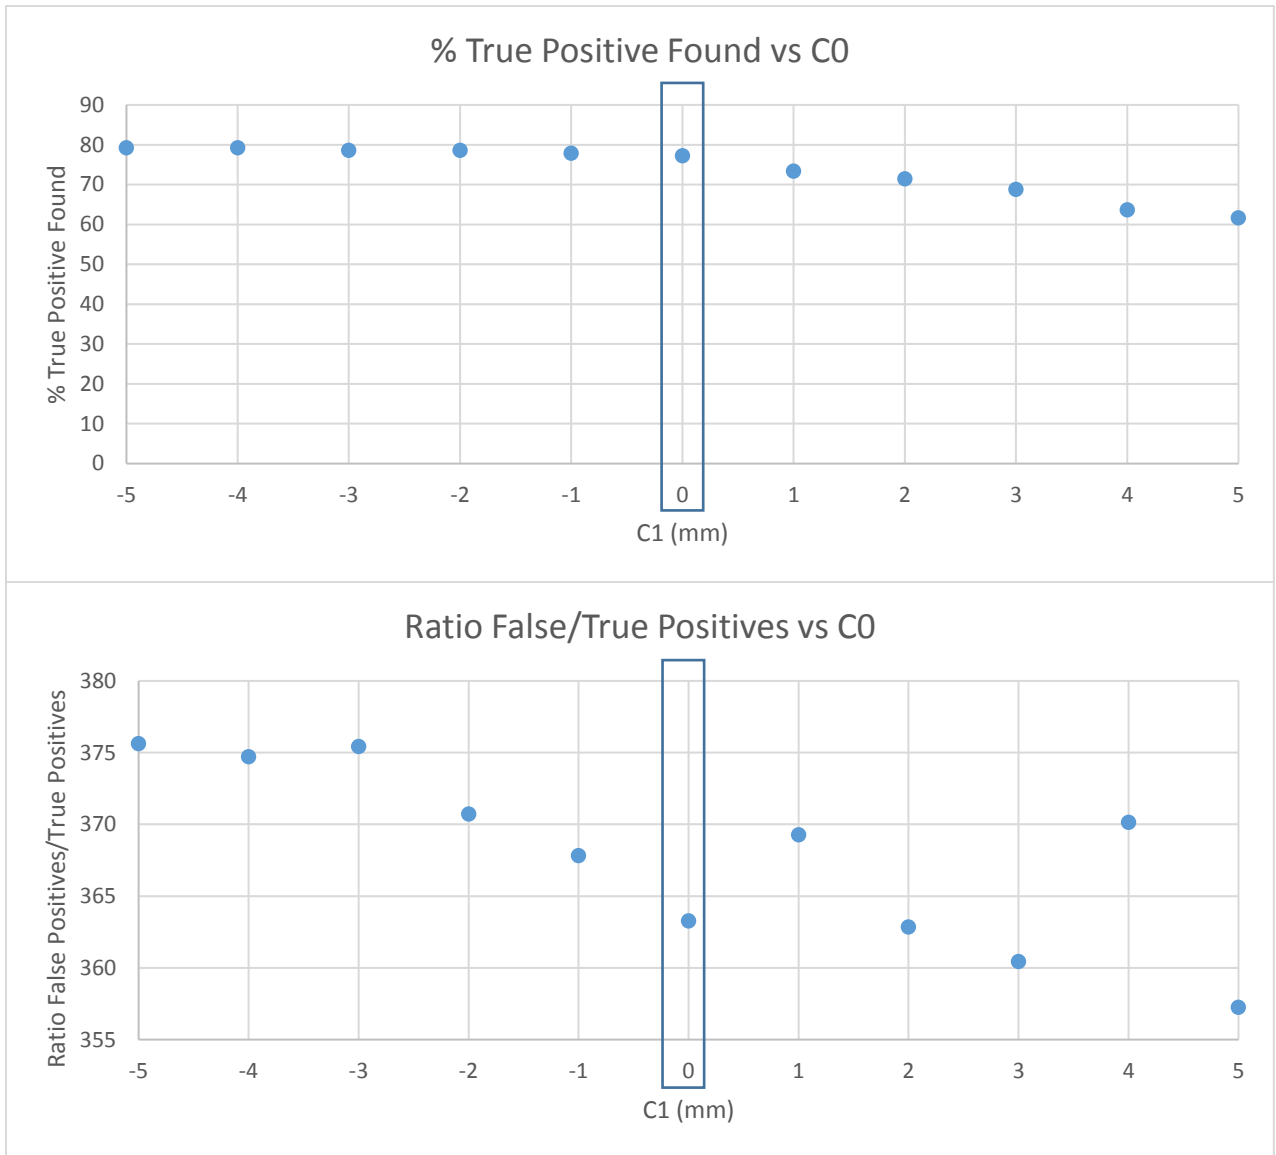 % True Positive Found vs C0
% True Positive Found
90
80
70
60
50
40
30
20
10
0
-5 -4 -3 -2 -1 0 1 2 3 4 5
C1 (mm)
Ratio False/True Positives vs C0
Ratio False Positives/True Positives
380
375
370
365
360
355
-5 -4 -3 -2 -1 0 1 2 3 4 5
C1 (mm)